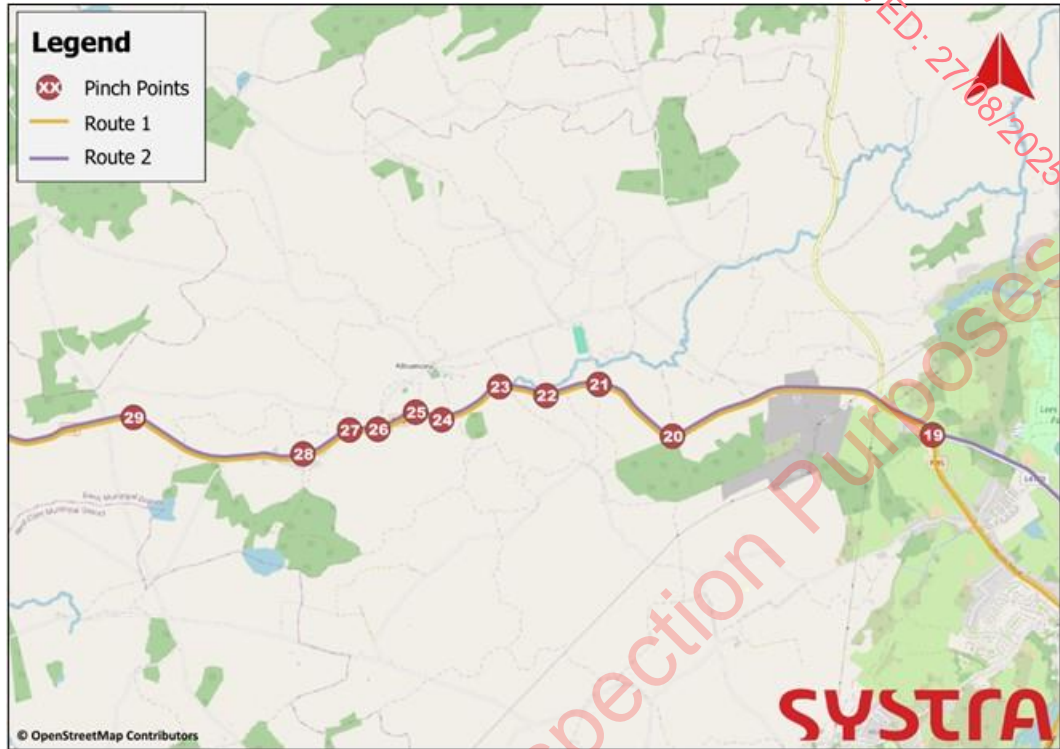 Legend
XX Pinch Points
Route 1
Route 2
ED: 27/08/2025
29
28
27
26
25
24
23
22
21
20
19
pection Purposes
SYSTRA
© OpenStreetMap Contributors